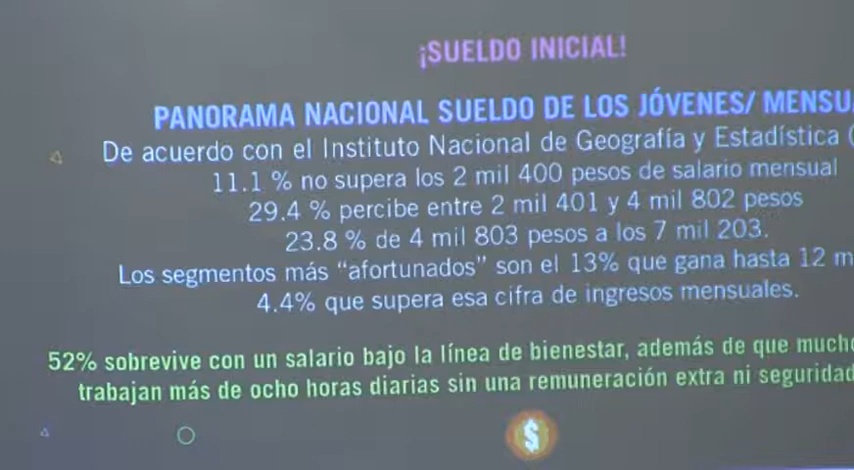 ¡SUELDO INICIAL!
PANORAMA NACIONAL SUELDO DE LOS JÓVENES/
De acuerdo con el Instituto Nacional de Geografía y Estadística
11.1 % no supera los 2 mil 400 pesos de salario mensual
29.4 % percibe entre 2 mil 401 y 4 mil 802 pesos
23.8 % de 4 mil 803 pesos a los 7 mil 203.
Los segmentos más “afortunados” son el 13% que gana hasta 12
4.4% que supera esa cifra de ingresos mensuales.
52% sobrevive con un salario bajo la línea de bienestar, además de que
trabajan más de ocho horas diarias sin una remuneración extra ni seguridad
$